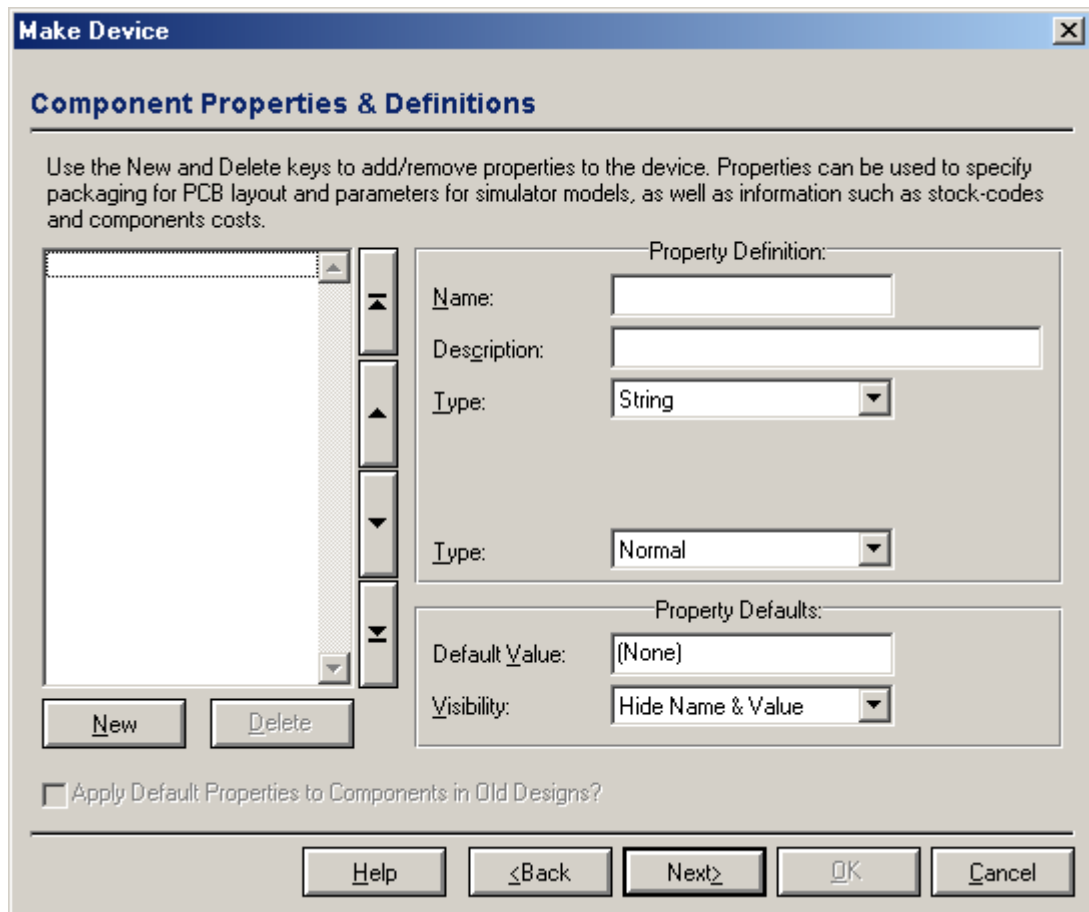 Make Device
Component Properties & Definitions
Use the New and Delete keys to add/remove properties to the device. Properties can be used to specify
packaging for PCB layout and parameters for simulator models, as well as information such as stock-codes
and components costs.
Property Definition:
Name:
Description:
Type: String
Type: Normal
Property Defaults:
Default Value: (None)
Visibility: Hide Name & Value
New Delete
Apply Default Properties to Components in Old Designs?
Help <Back Next> OK Cancel